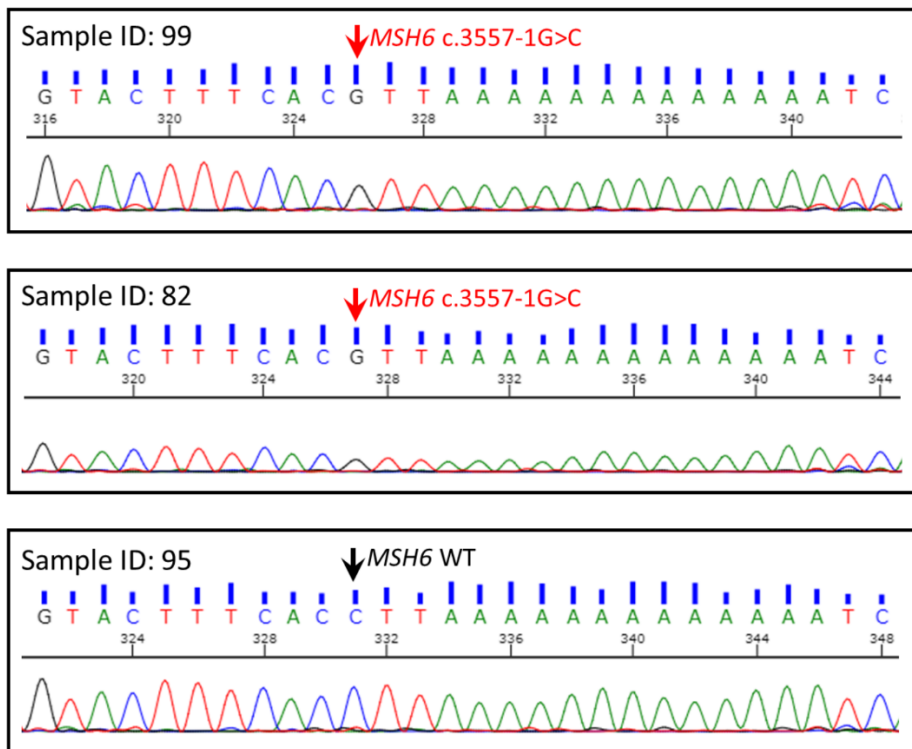 Sample ID: 99
MSH6 c.3557-1G>C
G T A C T T T C A C G T T A A A A A A A A A A A A A T C
316 320 324 328 332 336 340
Sample ID: 82
MSH6 c.3557-1G>C
G T A C T T T C A C G T T A A A A A A A A A A A A A T C
320 324 328 332 336 340 344
Sample ID: 95
MSH6 WT
G T A C T T T C A C C T T A A A A A A A A A A A A A T C
324 328 332 336 340 344 348